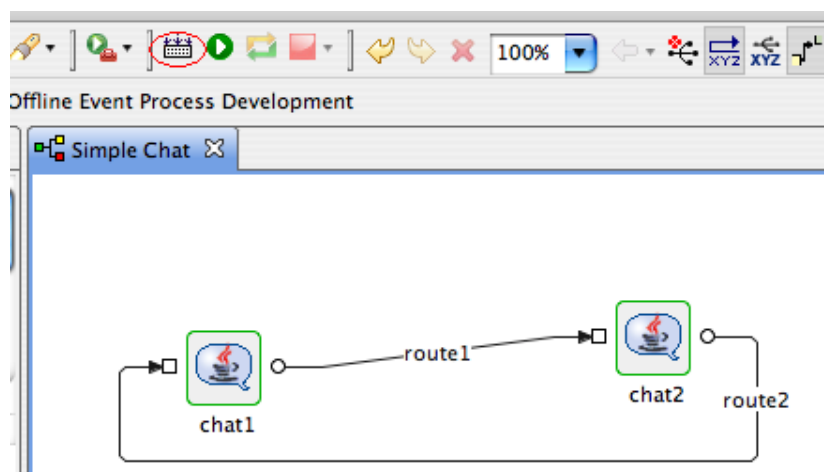 100%
XYZ
XYZ
L
Offline Event Process Development
Simple Chat
route1
chat2
route2
chat1